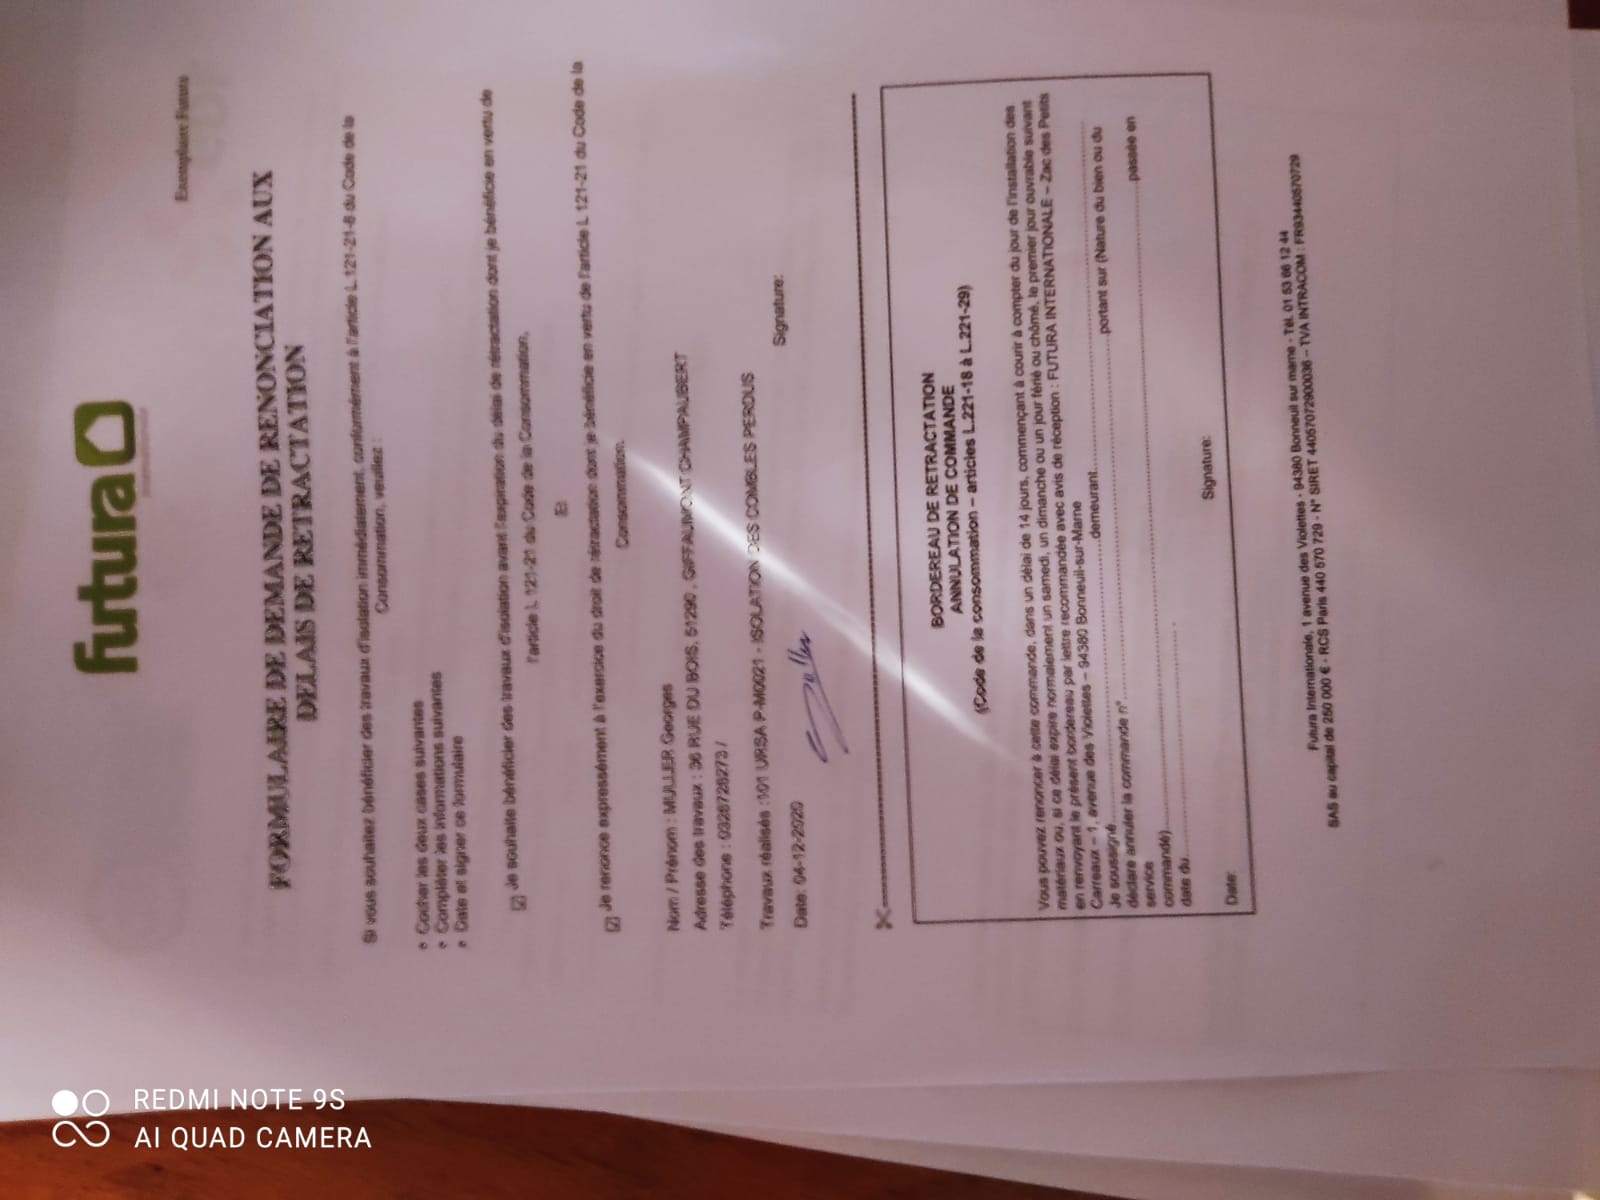 futura
Exemplaire Futura
FORMULAIRE DE DEMANDE DE RENONCIATION AUX
DELAIS DE RETRACTATION
Si vous souhaitez bénéficier des travaux d'isolation immédiatement, conformément à l'article L 121-21-8 du Code de la
Consommation, veuillez :
• Cocher les deux cases suivantes
• Compléter les informations suivantes
• Date et signer ce formulaire
☑ Je souhaite bénéficier des travaux d'isolation avant l'expiration du délai de rétractation dont je bénéficie en vertu de
l'article L 121-21 du Code de la Consommation.
Et
☑ Je renonce expressément à l'exercice du droit de rétractation dont je bénéficie en vertu de l'article L 121-21 du Code de la
Consommation.
Nom / Prénom : MULLER Georges
Adresse des travaux : 36 RUE DU BOIS, 51290, GIFFAUMONT CHAMPAUBERT
Téléphone : 0326726273 /
Travaux réalisés : 101 URSA P-M0021 - ISOLATION DES COMBLES PERDUS
Date: 04-12-2020 Signature:
BORDEREAU DE RETRACTATION
ANNULATION DE COMMANDE
(Code de la consommation – articles L.221-18 à L.221-29)
Vous pouvez renoncer à cette commande, dans un délai de 14 jours, commençant à courir à compter du jour de l'installation des
matériaux ou, si ce délai expire normalement un samedi, un dimanche ou un jour férié ou chômé, le premier jour ouvrable suivant
en renvoyant le présent bordereau par lettre recommandée avec avis de réception : FUTURA INTERNATIONALE – Zac des Petits
Carreaux – 1, avenue des Violettes – 94380 Bonneuil-sur-Marne
Je soussigné..........demeurant..........
déclare annuler la commande n°..........portant sur (Nature du bien ou du
service
commandé)..........passée en
date du..........
Date: Signature:
Futura Internationale, 1 avenue des Violettes - 94380 Bonneuil sur marne - Tél. 01 53 66 12 44
SAS au capital de 250 000 € - RCS Paris 440 570 729 - N° SIRET 44057072900036 – TVA INTRACOM : FR93440570729
REDMI NOTE 9S
AI QUAD CAMERA